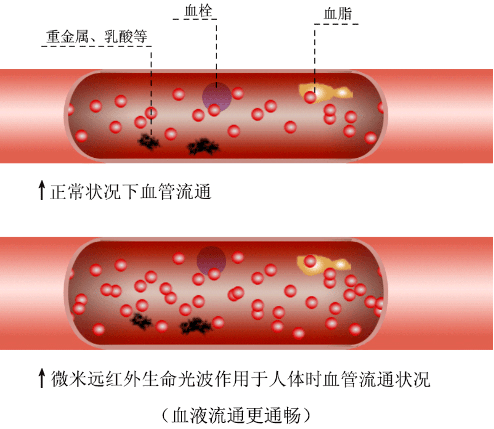 血栓
血脂
重金属、乳酸等
正常状况下血管流通
微米远红外生命光波作用于人体时血管流通状况
（血液流通更通畅）